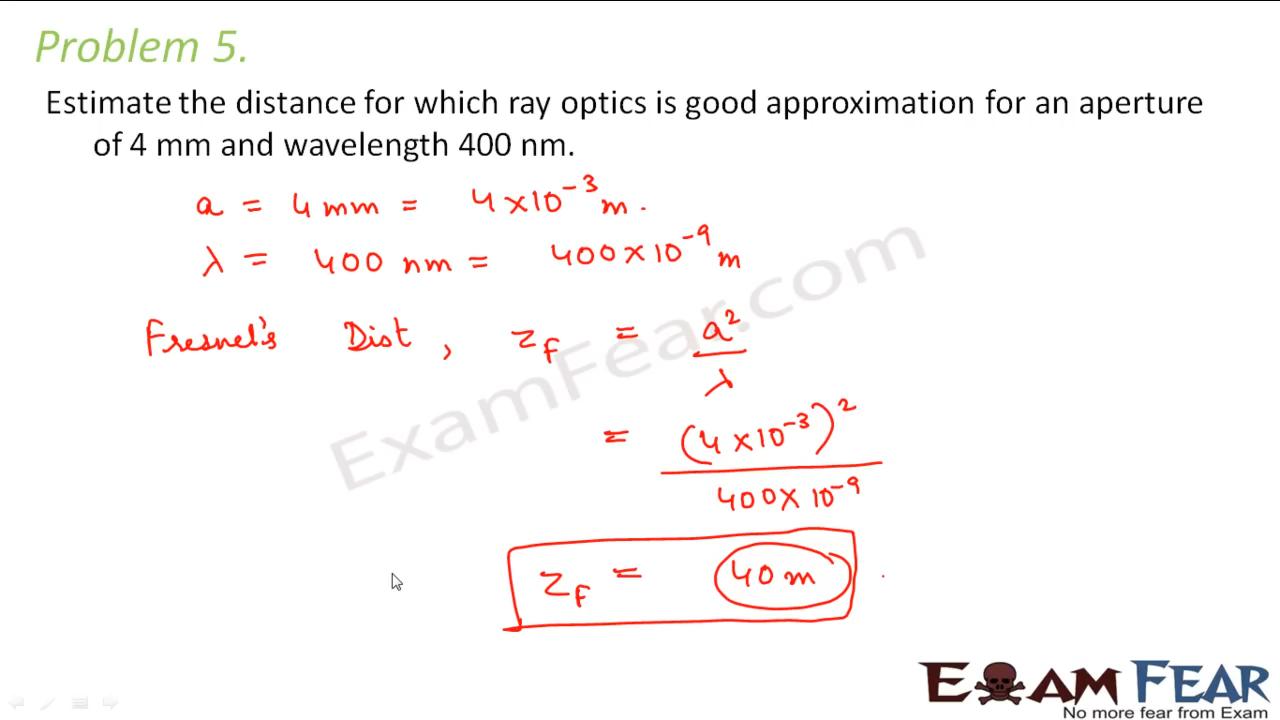 Problem 5.
Estimate the distance for which ray optics is good approximation for an aperture
of 4 mm and wavelength 400 nm.
a = 4 mm = 4×10⁻³ m.
λ = 400 nm = 400×10⁻⁹ m
Fresnel's Dist, z_F = a²/λ
= (4×10⁻³)²/400×10⁻⁹
z_F = 40 m
ExamFear.com
EXAM FEAR
No more fear from Exam